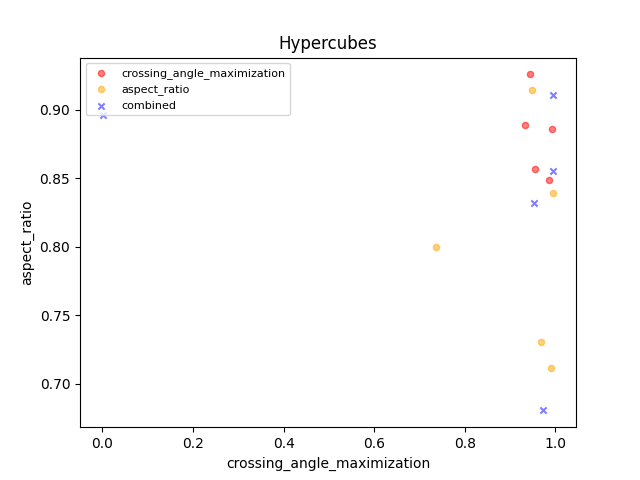 Hypercubes
crossing_angle_maximization
aspect_ratio
combined
aspect_ratio
0.90
0.85
0.80
0.75
0.70
0.0 0.2 0.4 0.6 0.8 1.0
crossing_angle_maximization